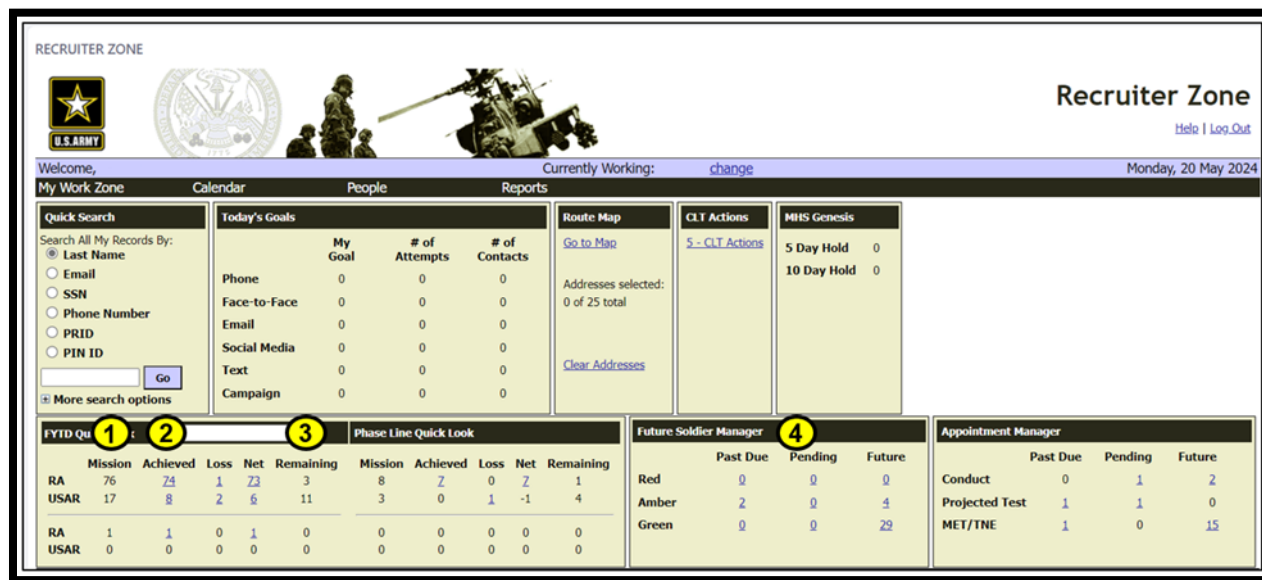 RECRUITER ZONE
U.S.ARMY
1775
Recruiter Zone
Help | Log Out
Welcome, Currently Working: change Monday, 20 May 2024
My Work Zone Calendar People Reports
Quick Search
Search All My Records By:
Last Name
Email
SSN
Phone Number
PRID
PIN ID
Go
More search options
Today's Goals
My Goal # of Attempts # of Contacts
Phone 0 0 0
Face-to-Face 0 0 0
Email 0 0 0
Social Media 0 0 0
Text 0 0 0
Campaign 0 0 0
Route Map
Go to Map
Addresses selected:
0 of 25 total
Clear Addresses
CLT Actions
5 - CLT Actions
MHS Genesis
5 Day Hold 0
10 Day Hold 0
FYTD Qu 1 2 3
Mission Achieved Loss Net Remaining
RA 76 74 1 73 3
USAR 17 8 2 6 11
RA 1 1 0 1 0
USAR 0 0 0 0 0
Phase Line Quick Look
Mission Achieved Loss Net Remaining
8 7 0 7 1
3 0 1 -1 4
0 0 0 0 0
0 0 0 0 0
Future Soldier Manager 4
Past Due Pending Future
Red 0 0 0
Amber 2 0 4
Green 0 0 29
Appointment Manager
Past Due Pending Future
Conduct 0 1 2
Projected Test 1 1 0
MET/TNE 1 0 15